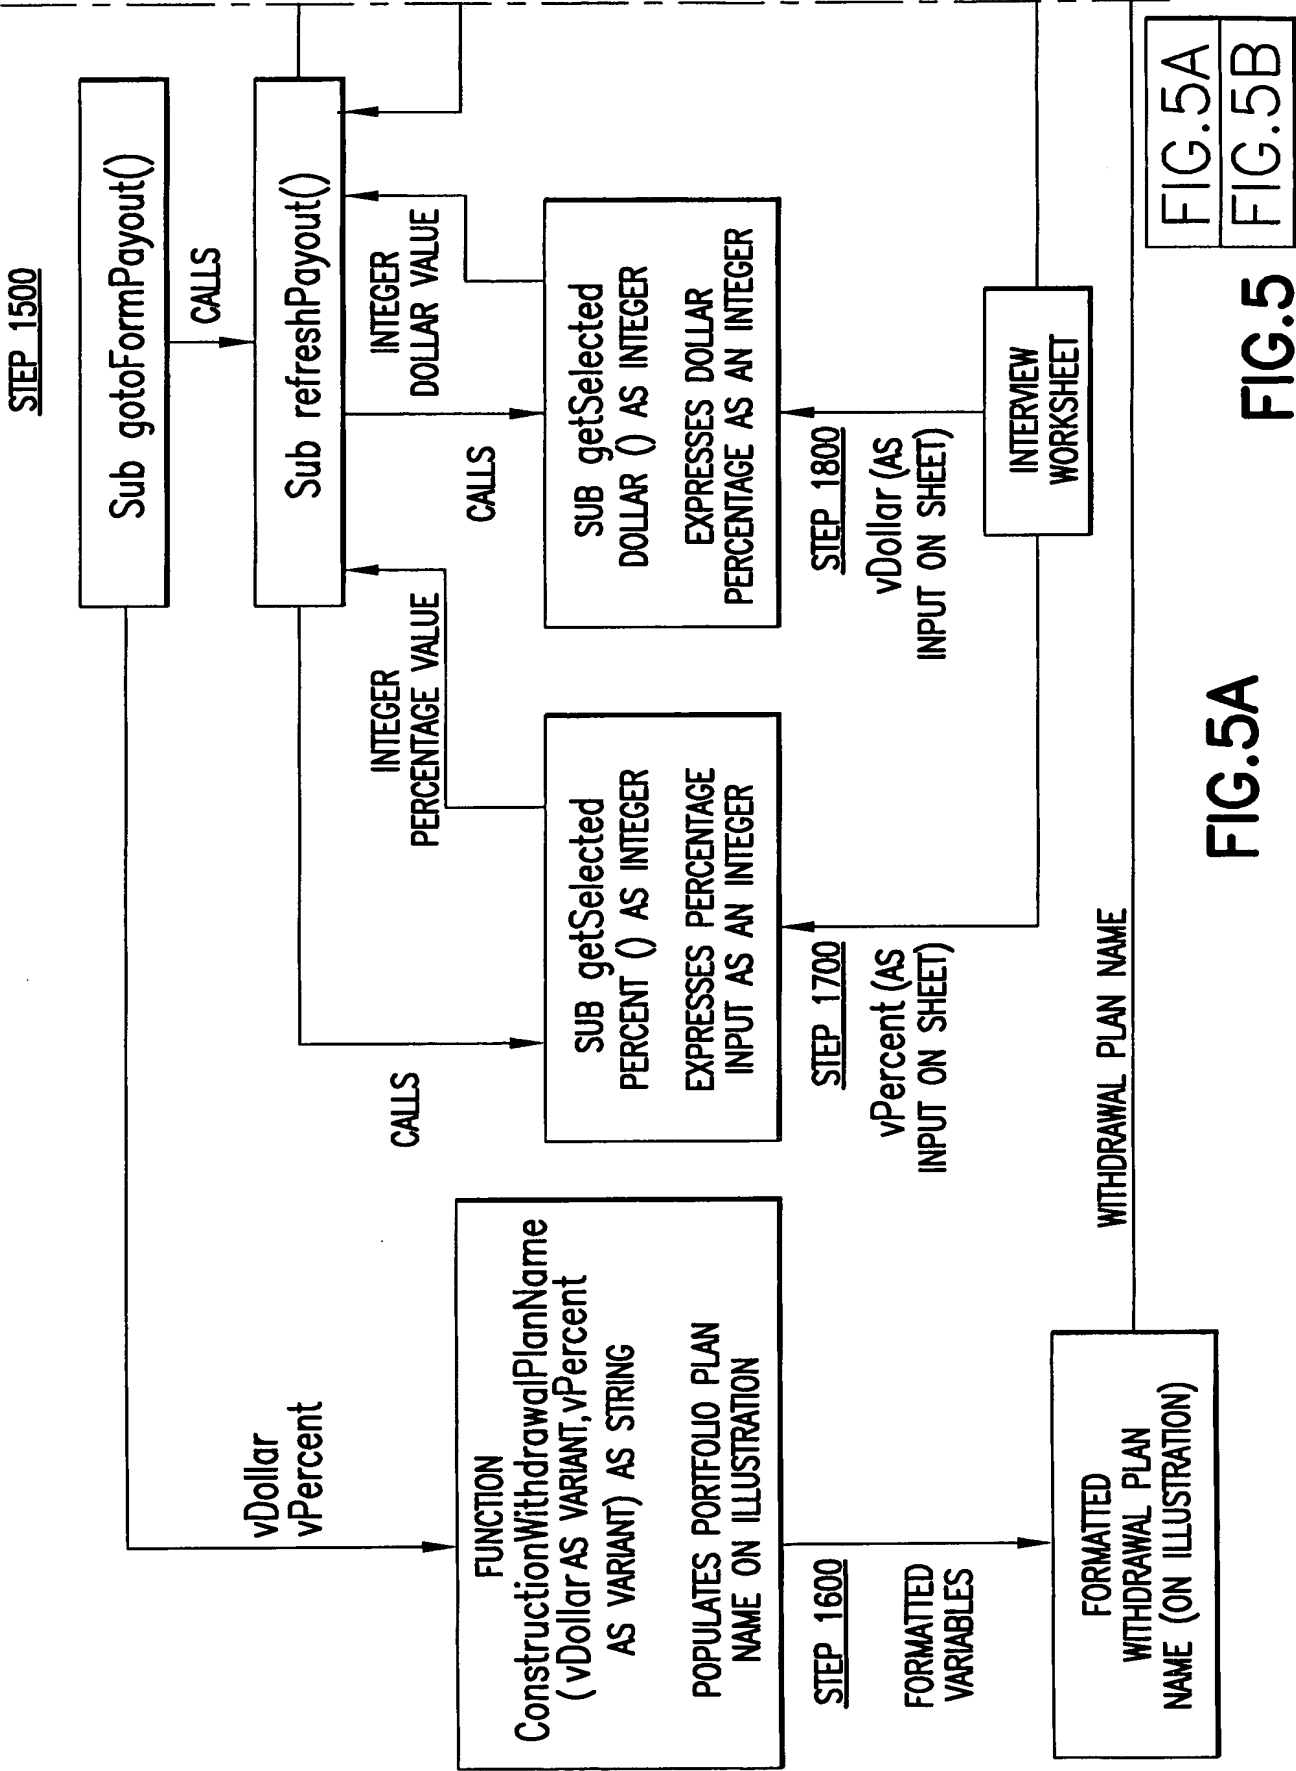 STEP 1500
Sub gotoFormPayout()
CALLS
Sub refreshPayout()
vDollar
vPercent
CALLS
INTEGER
PERCENTAGE VALUE
CALLS
INTEGER
DOLLAR VALUE
FUNCTION
ConstructionWithdrawalPlanName
(vDollar AS VARIANT,vPercent
AS VARIANT) AS STRING
POPULATES PORTFOLIO PLAN
NAME ON ILLUSTRATION
SUB getSelected
PERCENT () AS INTEGER
EXPRESSES PERCENTAGE
INPUT AS AN INTEGER
SUB getSelected
DOLLAR () AS INTEGER
EXPRESSES DOLLAR
PERCENTAGE AS AN INTEGER
STEP 1600
FORMATTED
VARIABLES
STEP 1700
vPercent (AS
INPUT ON SHEET)
STEP 1800
vDollar (AS
INPUT ON SHEET)
INTERVIEW
WORKSHEET
FORMATTED
WITHDRAWAL PLAN
NAME (ON ILLUSTRATION)
WITHDRAWAL PLAN NAME
FIG.5A
FIG.5
FIG.5A
FIG.5B